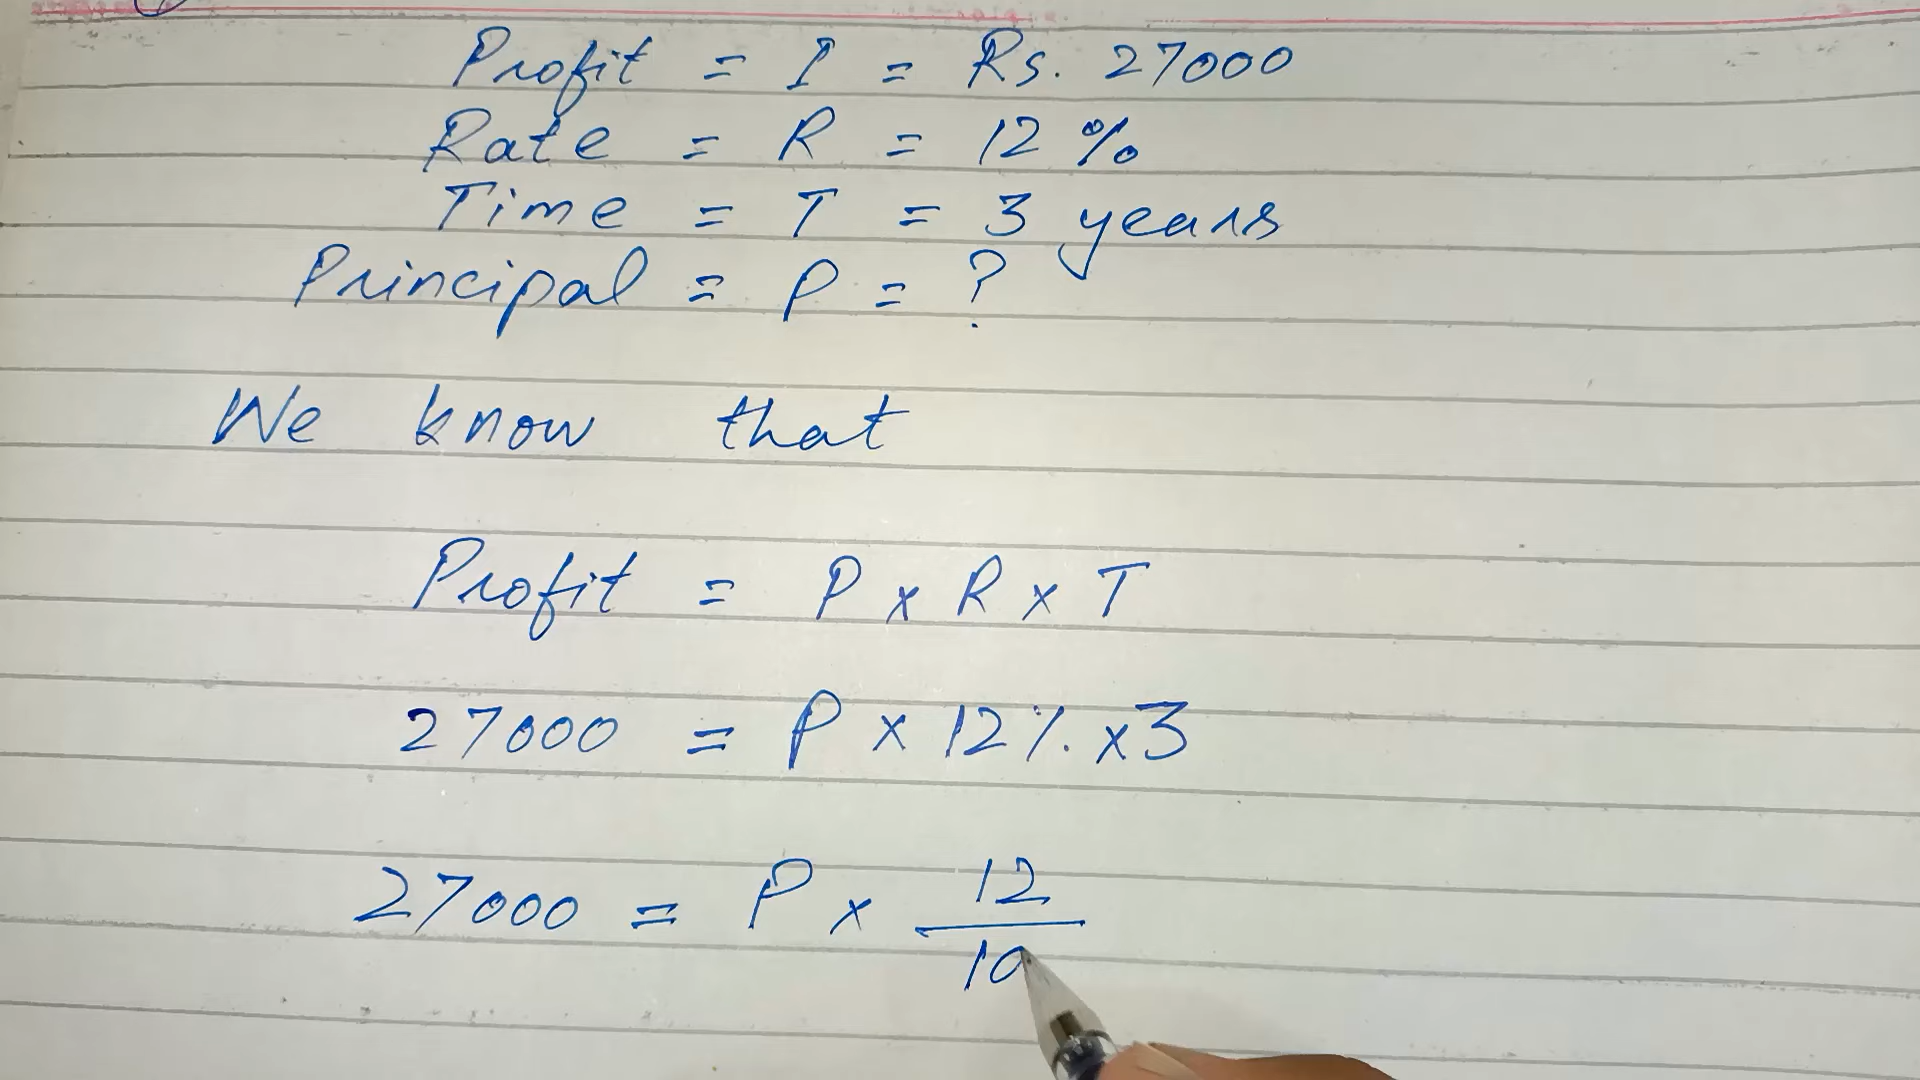 Profit = I = Rs. 27000
Rate = R = 12 %
Time = T = 3 years
Principal = P = ?
We know that
Profit = P x R x T
27000 = P x 12% x 3
27000 = P x 12
10